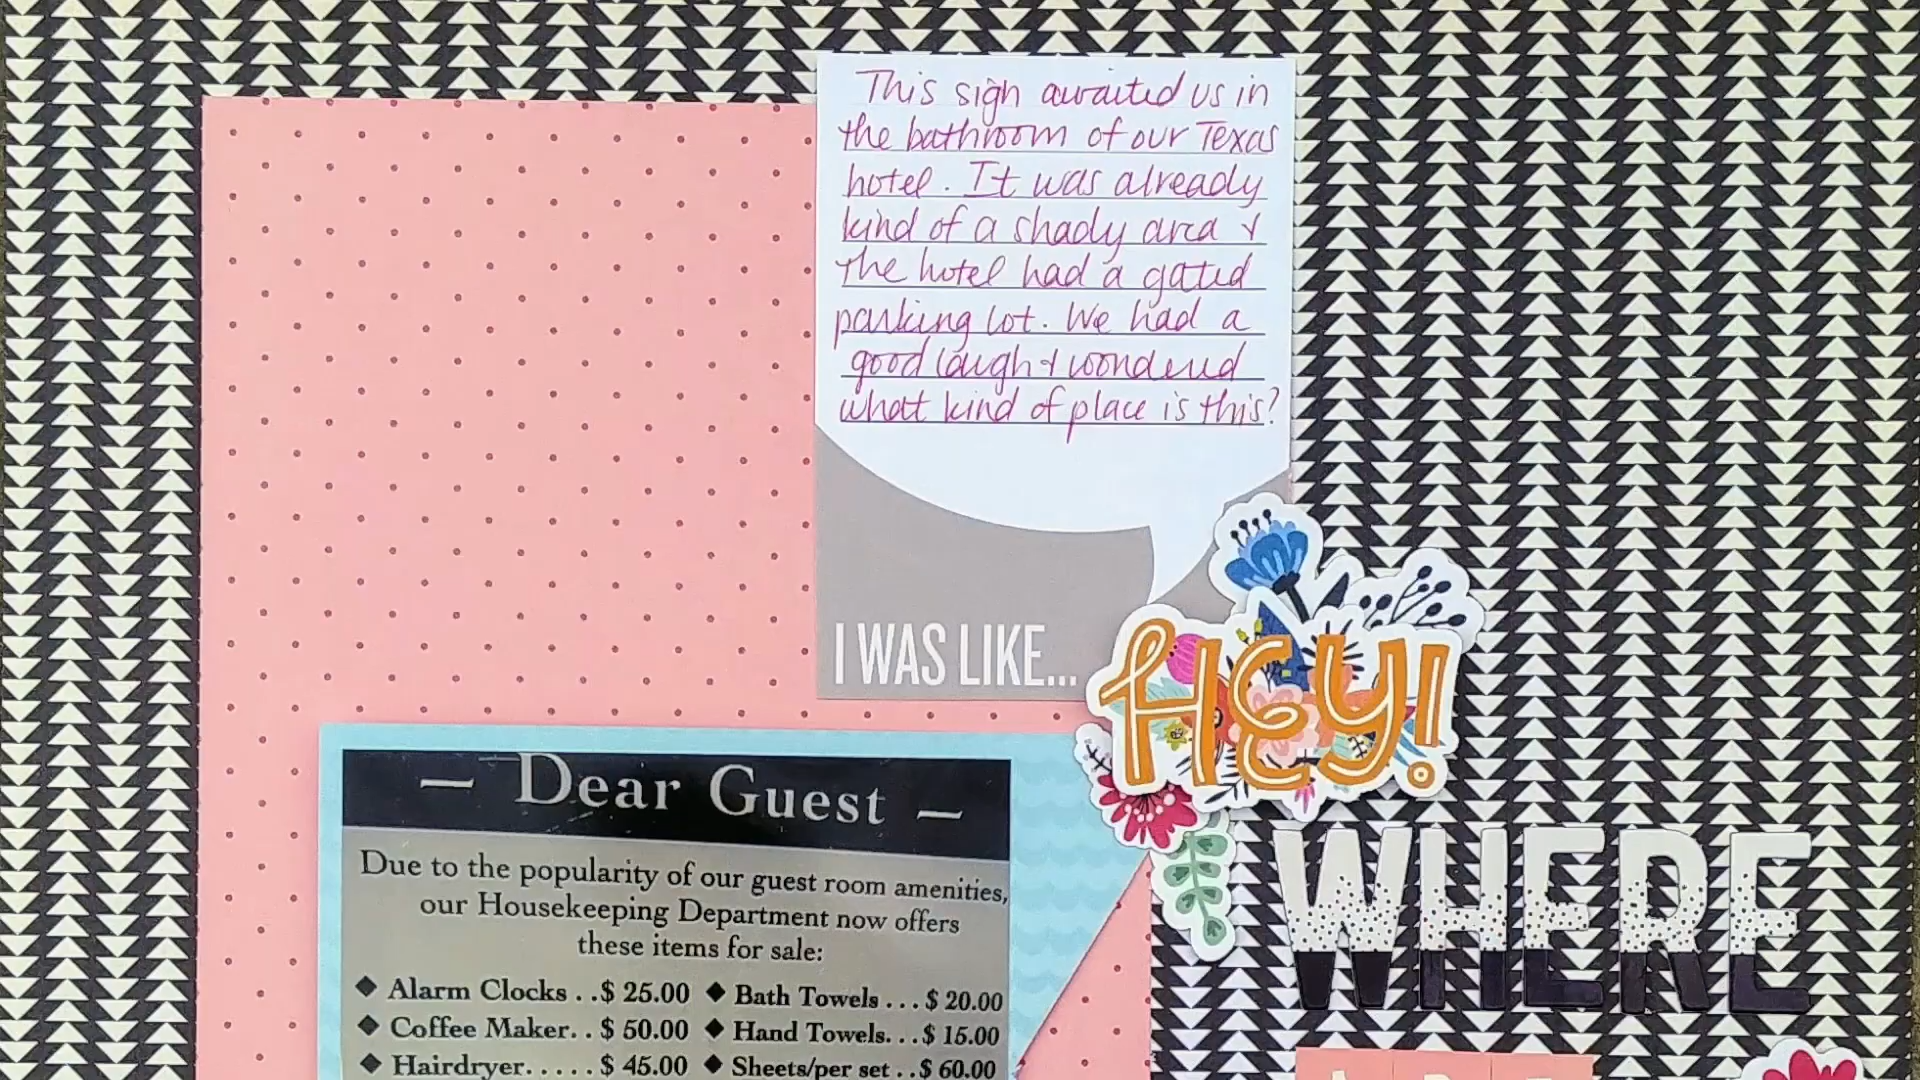 This sign awaited us in
the bathroom of our Texas
hotel. It was already
kind of a shady area +
the hotel had a gated
parking lot. We had a
good laugh + wondered
what kind of place is this?
I WAS LIKE...
HEY!
— Dear Guest —
Due to the popularity of our guest room amenities,
our Housekeeping Department now offers
these items for sale:
◆ Alarm Clocks . . $ 25.00 ◆ Bath Towels . . . $ 20.00
◆ Coffee Maker. . $ 50.00 ◆ Hand Towels. . . $ 15.00
◆ Hairdryer. . . . . $ 45.00 ◆ Sheets/per set . . $ 60.00
WHERE